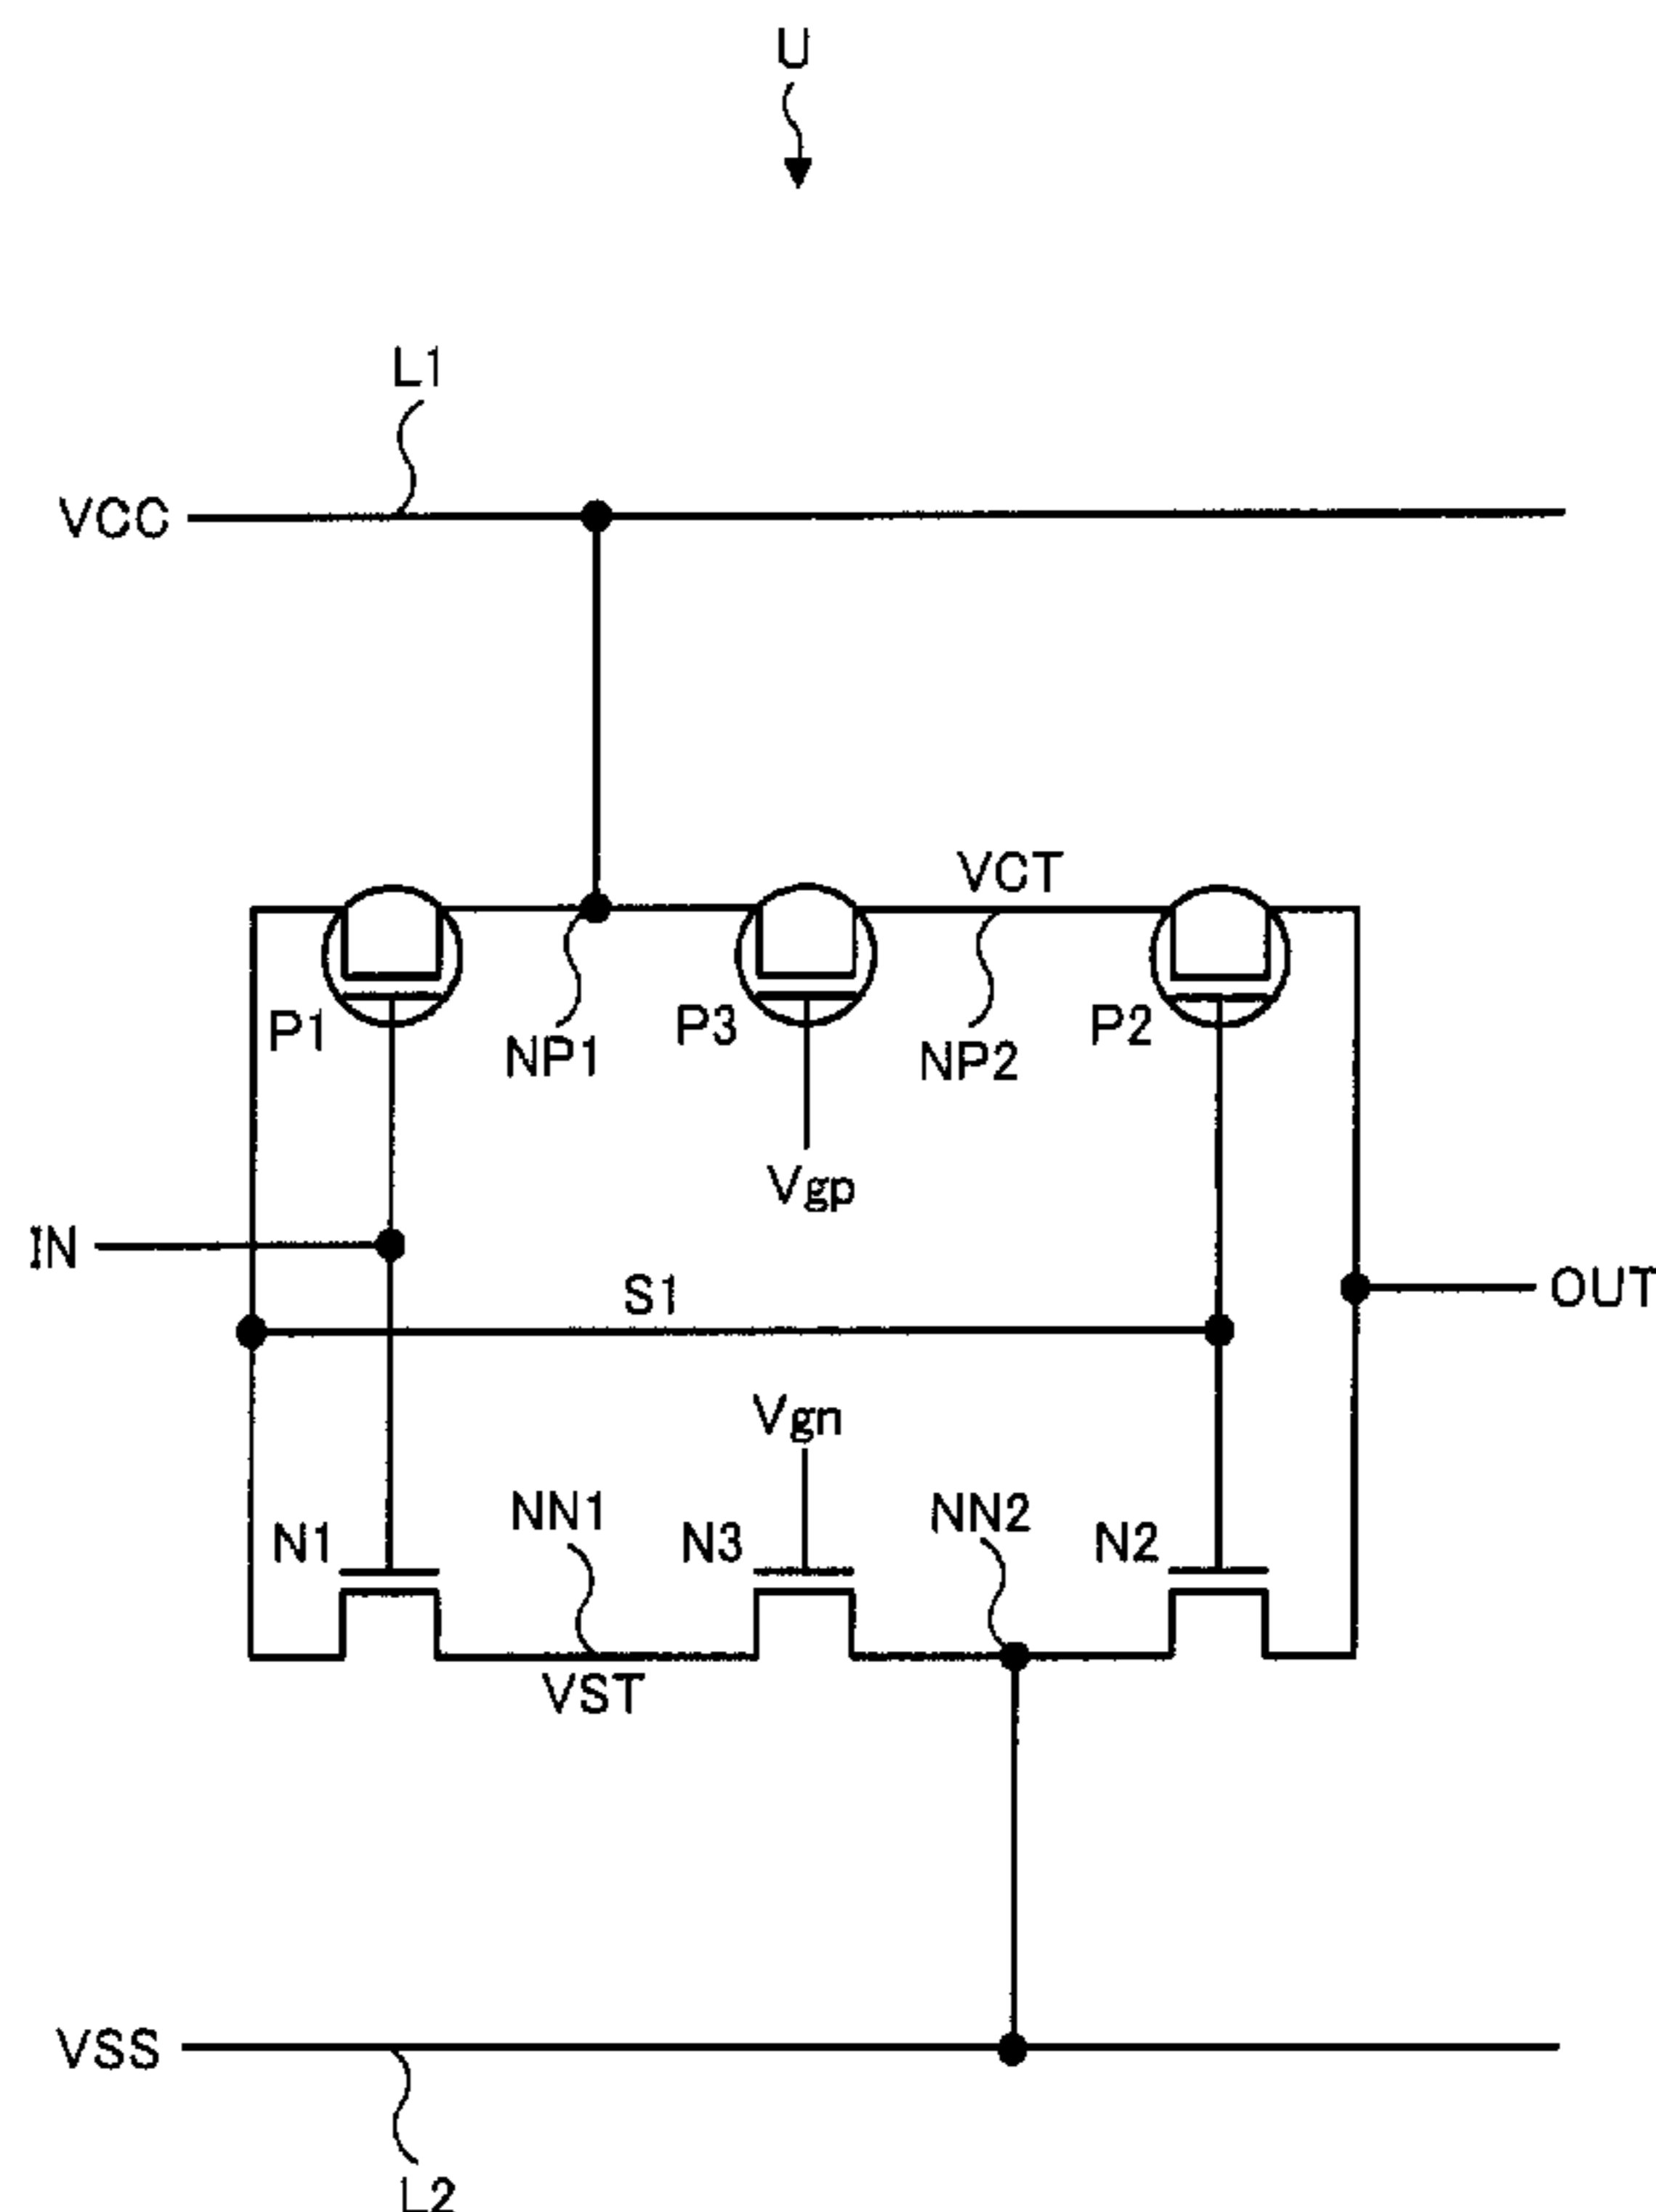 U
L1
VCC
VCT
P1
NP1
P3
NP2
P2
Vgp
IN
S1
OUT
Vgn
N1
NN1
N3
NN2
N2
VST
VSS
L2